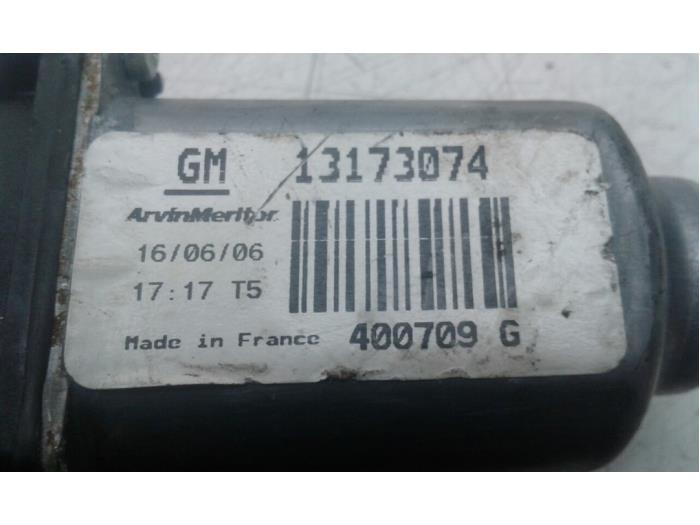 GM 13173074
ArvinMeritor
16/06/06
17:17 T5
Made in France 400709 G